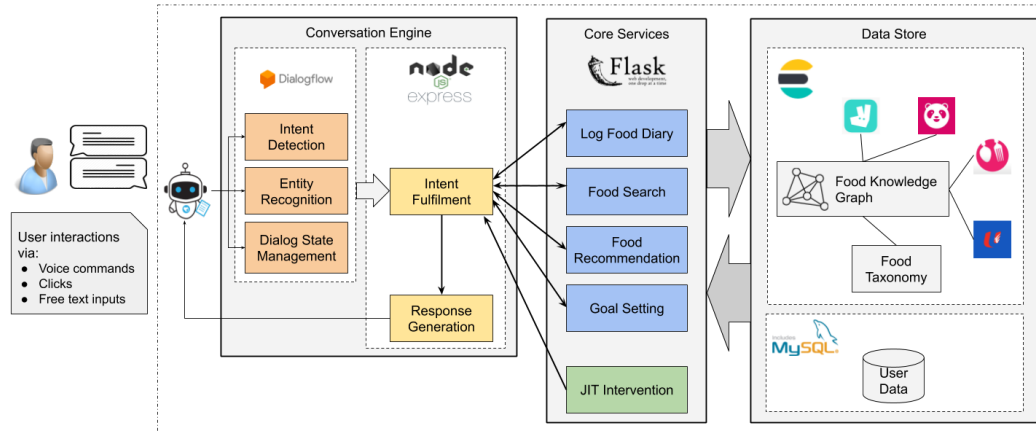 Conversation Engine
Core Services
Data Store
Dialogflow
node
JS
express
Flask
web development,
one drop at a time
Intent
Detection
Entity
Recognition
Dialog State
Management
Intent
Fulfilment
Response
Generation
Log Food Diary
Food Search
Food
Recommendation
Goal Setting
JIT Intervention
Food Knowledge
Graph
Food
Taxonomy
includes
MySQL
User
Data
User interactions
via:
● Voice commands
● Clicks
● Free text inputs